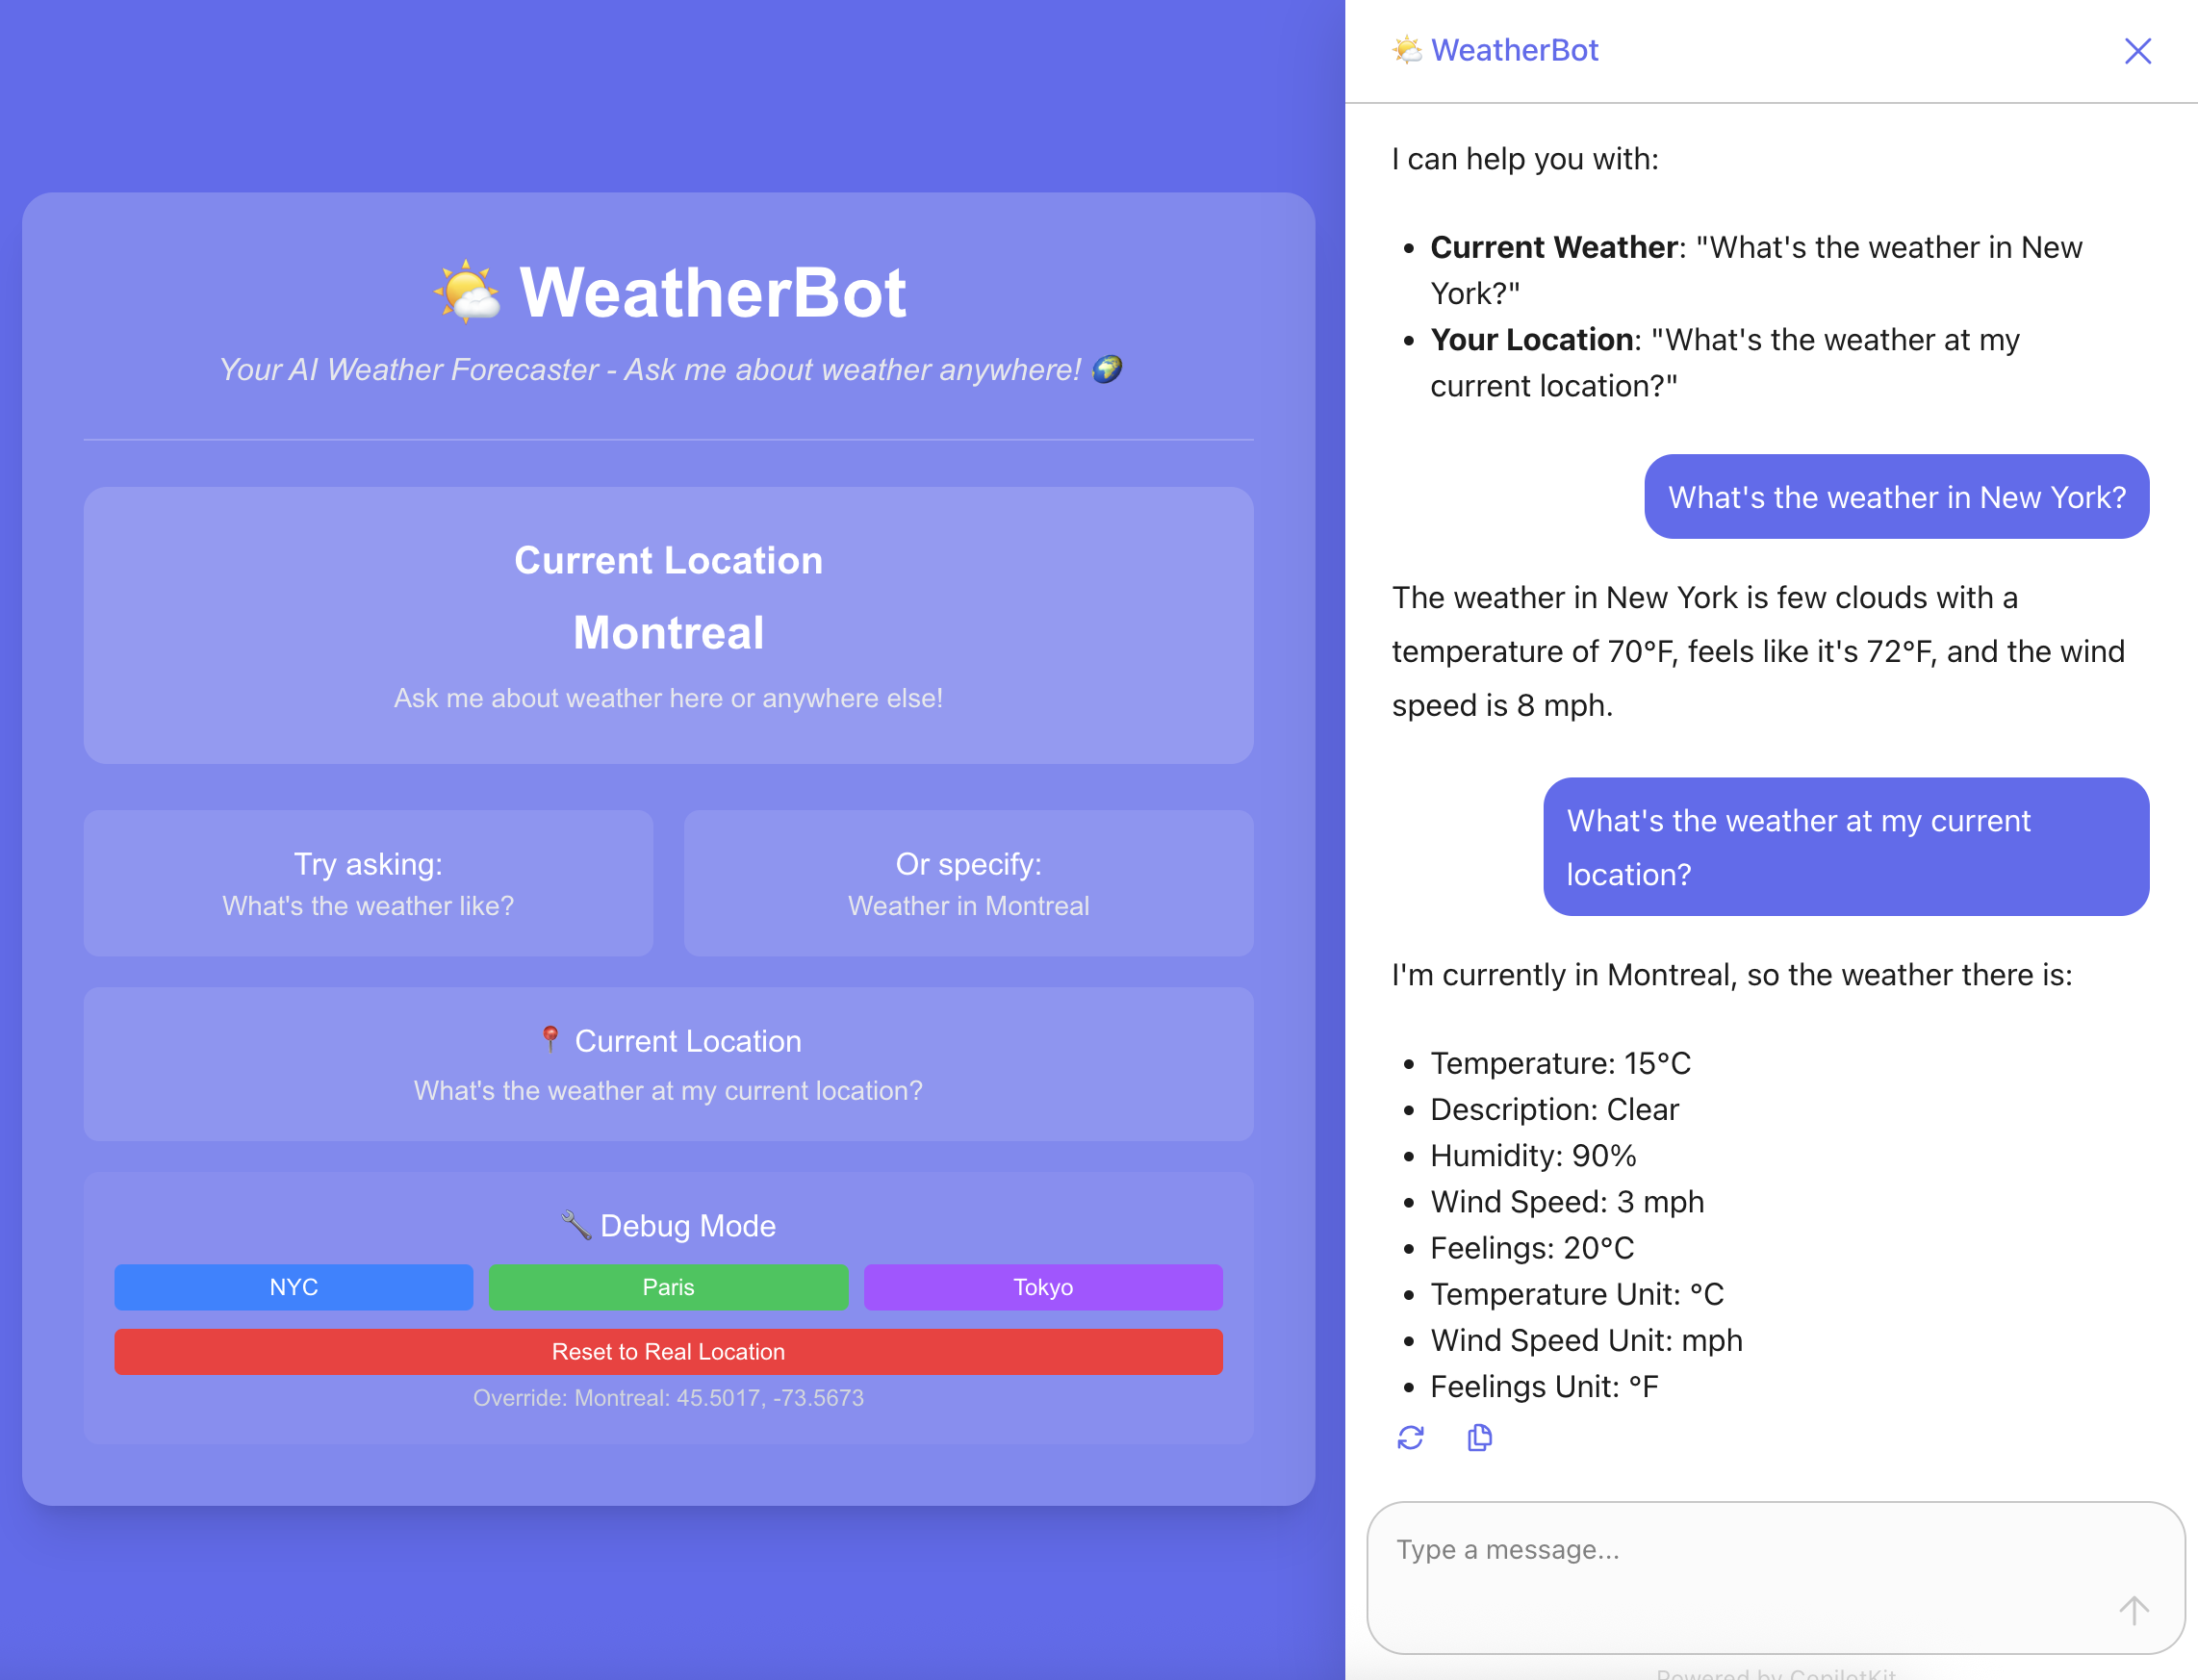 WeatherBot
Your AI Weather Forecaster - Ask me about weather anywhere!
Current Location
Montreal
Ask me about weather here or anywhere else!
Try asking:
What's the weather like?
Or specify:
Weather in Montreal
Current Location
What's the weather at my current location?
Debug Mode
NYC
Paris
Tokyo
Reset to Real Location
Override: Montreal: 45.5017, -73.5673
WeatherBot
I can help you with:
• Current Weather: "What's the weather in New
York?"
• Your Location: "What's the weather at my
current location?"
What's the weather in New York?
The weather in New York is few clouds with a
temperature of 70°F, feels like it's 72°F, and the wind
speed is 8 mph.
What's the weather at my current
location?
I'm currently in Montreal, so the weather there is:
• Temperature: 15°C
• Description: Clear
• Humidity: 90%
• Wind Speed: 3 mph
• Feelings: 20°C
• Temperature Unit: °C
• Wind Speed Unit: mph
• Feelings Unit: °F
Type a message...
Powered by CopilotKit